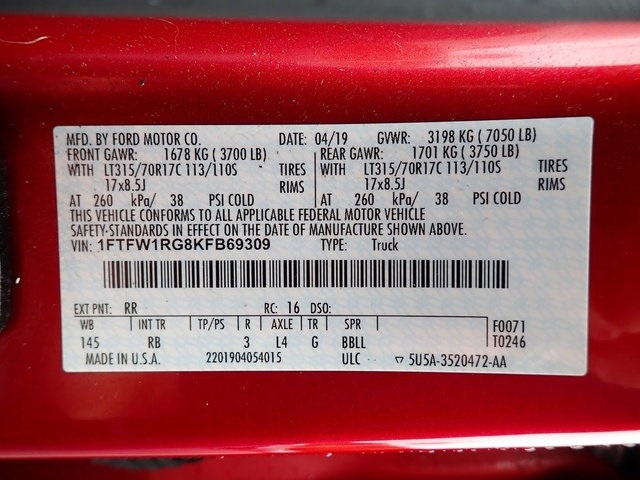 MFD. BY FORD MOTOR CO. DATE: 04/19 GVWR: 3198 KG ( 7050 LB)
FRONT GAWR: 1678 KG ( 3700 LB) REAR GAWR: 1701 KG ( 3750 LB)
WITH LT315/70R17C 113/110S TIRES WITH LT315/70R17C 113/110S TIRES
17x8.5J RIMS 17x8.5J RIMS
AT 260 kPa/ 38 PSI COLD AT 260 kPa/ 38 PSI COLD
THIS VEHICLE CONFORMS TO ALL APPLICABLE FEDERAL MOTOR VEHICLE
SAFETY-STANDARDS IN EFFECT ON THE DATE OF MANUFACTURE SHOWN ABOVE.
VIN: 1FTFW1RG8KFB69309 TYPE: Truck
EXT PNT: RR RC: 16 DSO:
WB INT TR TP/PS R AXLE TR SPR F0071
145 RB 3 L4 G BBLL T0246
MADE IN U.S.A. 2201904054015 ULC ▽ 5U5A-3520472-AA